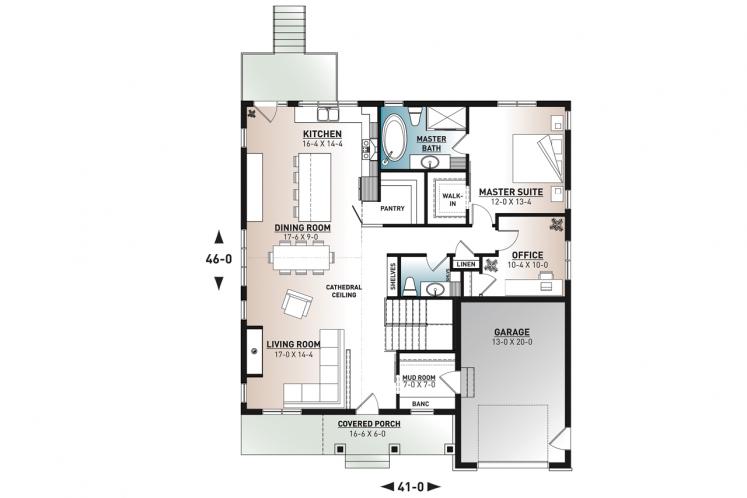 KITCHEN
16-4 X 14-4
MASTER
BATH
MASTER SUITE
12-0 X 13-4
WALK-
IN
PANTRY
DINING ROOM
17-6 X 9-0
OFFICE
10-4 X 10-0
46-0
LINEN
SHELVES
CATHEDRAL
CEILING
GARAGE
13-0 X 20-0
LIVING ROOM
17-0 X 14-4
MUD ROOM
7-0 X 7-0
BANC
COVERED PORCH
16-6 X 6-0
41-0